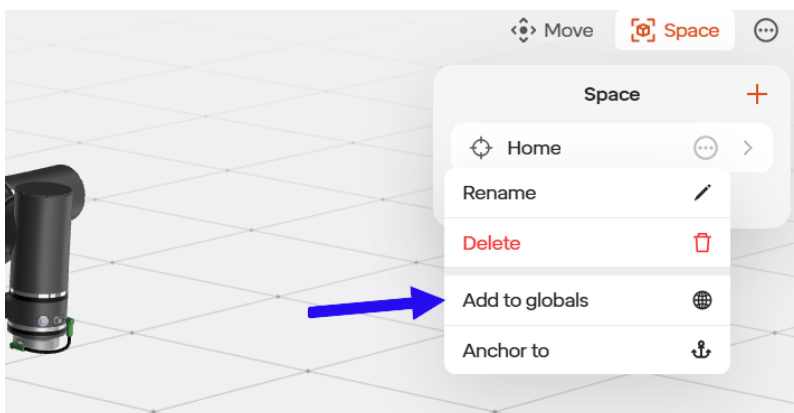 Move
Space
Space
Home
Rename
Delete
Add to globals
Anchor to